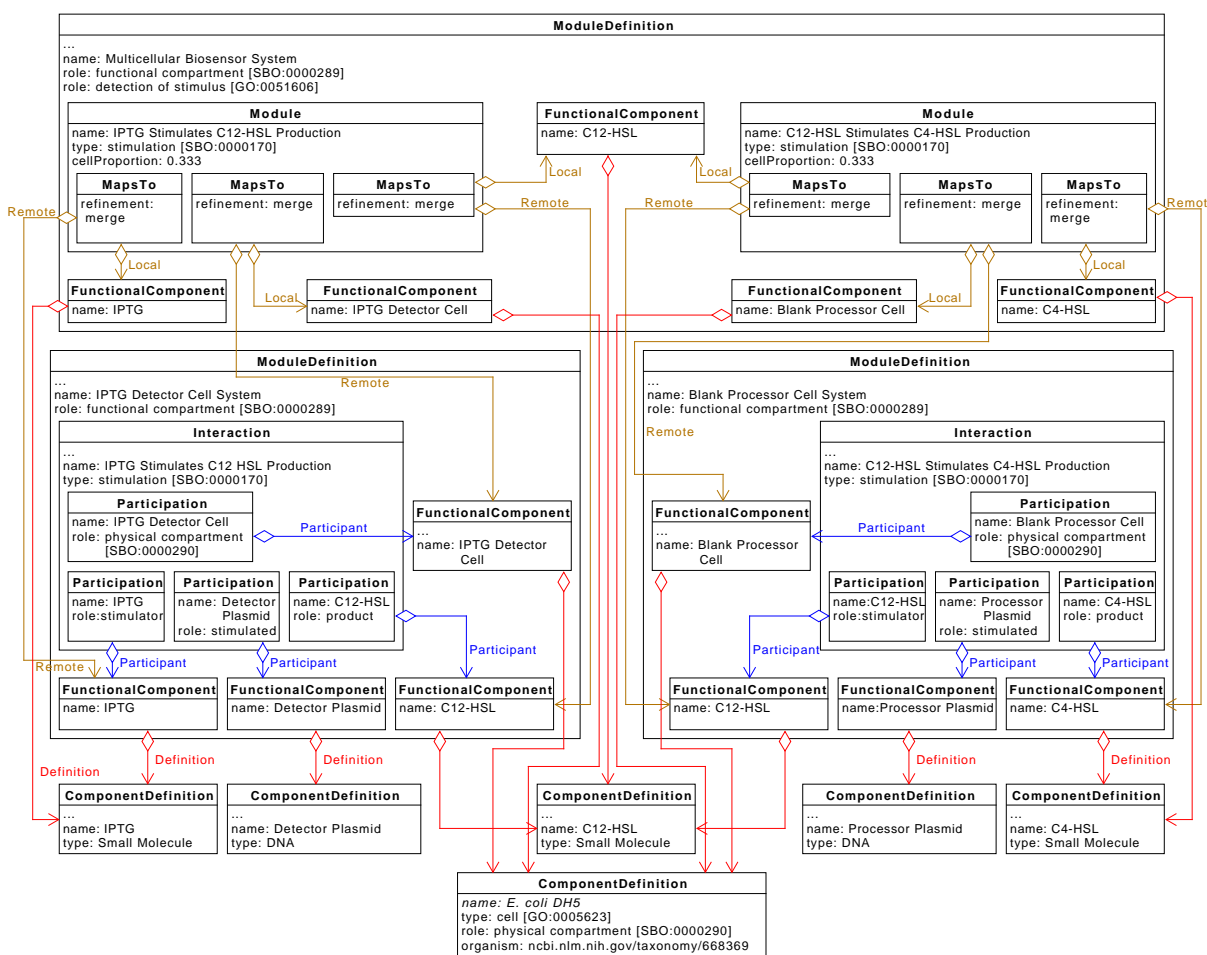 ModuleDefinition
...
name: Multicellular Biosensor System
role: functional compartment [SBO:0000289]
role: detection of stimulus [GO:0051606]
Module
name: IPTG Stimulates C12-HSL Production
type: stimulation [SBO:0000170]
cellProportion: 0.333
MapsTo
refinement:
merge
MapsTo
refinement: merge
MapsTo
refinement: merge
FunctionalComponent
name: C12-HSL
Module
name: C12-HSL Stimulates C4-HSL Production
type: stimulation [SBO:0000170]
cellProportion: 0.333
MapsTo
refinement: merge
MapsTo
refinement: merge
MapsTo
refinement:
merge
Local
Local
Remote
Remote
Remote
Remote
Local
Local
Local
Local
FunctionalComponent
name: IPTG
FunctionalComponent
name: IPTG Detector Cell
FunctionalComponent
name: Blank Processor Cell
FunctionalComponent
name: C4-HSL
ModuleDefinition
...
name: IPTG Detector Cell System
role: functional compartment [SBO:0000289]
Remote
Interaction
...
name: IPTG Stimulates C12 HSL Production
type: stimulation [SBO:0000170]
Participation
name: IPTG Detector Cell
role: physical compartment
[SBO:0000290]
Participant
FunctionalComponent
...
name: IPTG Detector
Cell
Participation
name: IPTG
role:stimulator
Participation
name: Detector
Plasmid
role: stimulated
Participation
name: C12-HSL
role: product
Remote
Participant
Participant
Participant
FunctionalComponent
name: IPTG
FunctionalComponent
name: Detector Plasmid
FunctionalComponent
name: C12-HSL
ModuleDefinition
...
name: Blank Processor Cell System
role: functional compartment [SBO:0000289]
Remote
Interaction
...
name: C12-HSL Stimulates C4-HSL Production
type: stimulation [SBO:0000170]
FunctionalComponent
...
name: Blank Processor
Cell
Participant
Participation
name: Blank Processor Cell
role: physical compartment
[SBO:0000290]
Participation
name:C12-HSL
role:stimulator
Participation
name: Processor
Plasmid
role: stimulated
Participation
name: C4-HSL
role: product
Participant
Participant
Participant
FunctionalComponent
name: C12-HSL
FunctionalComponent
name:Processor Plasmid
FunctionalComponent
name: C4-HSL
Definition
Definition
Definition
Definition
Definition
ComponentDefinition
...
name: IPTG
type: Small Molecule
ComponentDefinition
...
name: Detector Plasmid
type: DNA
ComponentDefinition
...
name: C12-HSL
type: Small Molecule
ComponentDefinition
...
name: Processor Plasmid
type: DNA
ComponentDefinition
...
name: C4-HSL
type: Small Molecule
ComponentDefinition
name: E. coli DH5
type: cell [GO:0005623]
role: physical compartment [SBO:0000290]
organism: ncbi.nlm.nih.gov/taxonomy/668369